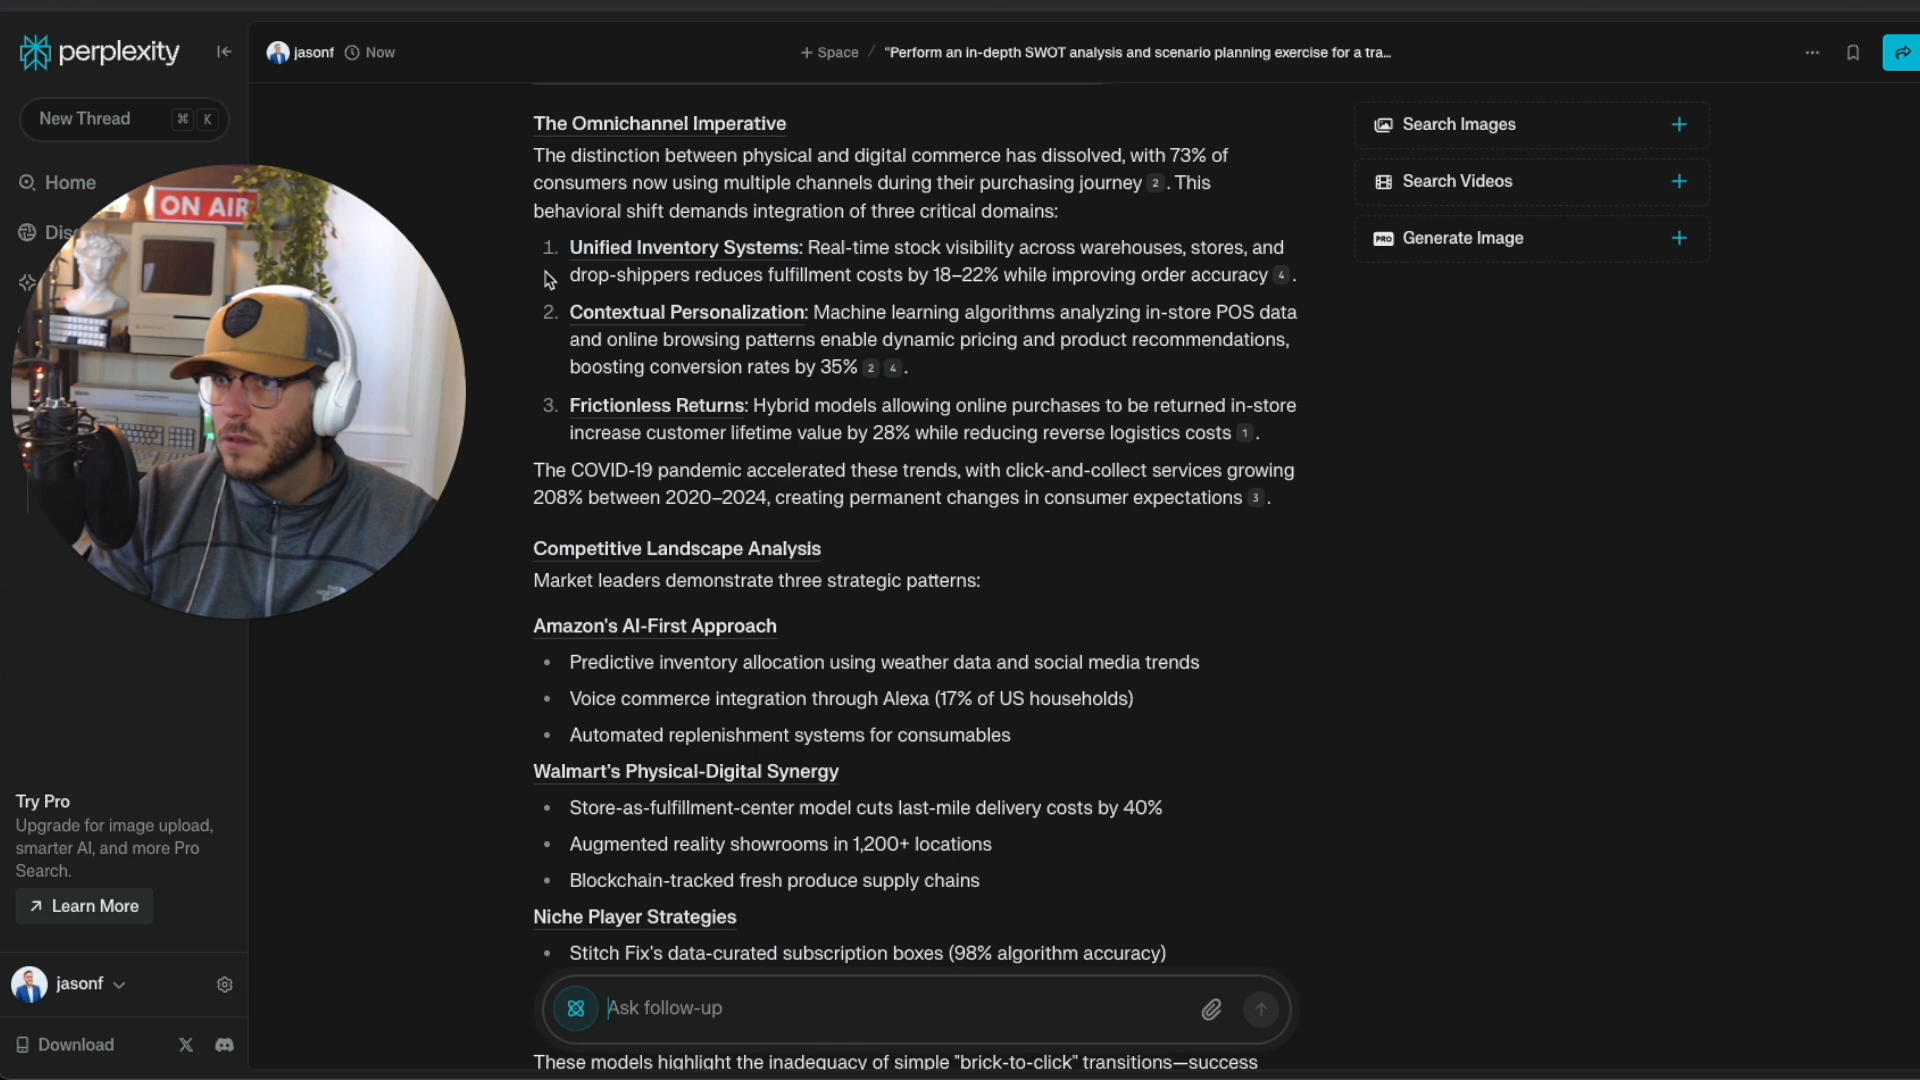 perplexity
jasonf Now
+ Space / “Perform an in-depth SWOT analysis and scenario planning exercise for a tra...
New Thread ⌘ K
Home
ON AIR
Try Pro
Upgrade for image upload,
smarter AI, and more Pro
Search.
Learn More
jasonf
Download
The Omnichannel Imperative
The distinction between physical and digital commerce has dissolved, with 73% of
consumers now using multiple channels during their purchasing journey 2 . This
behavioral shift demands integration of three critical domains:
1. Unified Inventory Systems: Real-time stock visibility across warehouses, stores, and
drop-shippers reduces fulfillment costs by 18–22% while improving order accuracy 4 .
2. Contextual Personalization: Machine learning algorithms analyzing in-store POS data
and online browsing patterns enable dynamic pricing and product recommendations,
boosting conversion rates by 35% 2 4 .
3. Frictionless Returns: Hybrid models allowing online purchases to be returned in-store
increase customer lifetime value by 28% while reducing reverse logistics costs 1 .
The COVID-19 pandemic accelerated these trends, with click-and-collect services growing
208% between 2020–2024, creating permanent changes in consumer expectations 3 .
Competitive Landscape Analysis
Market leaders demonstrate three strategic patterns:
Amazon's AI-First Approach
• Predictive inventory allocation using weather data and social media trends
• Voice commerce integration through Alexa (17% of US households)
• Automated replenishment systems for consumables
Walmart's Physical-Digital Synergy
• Store-as-fulfillment-center model cuts last-mile delivery costs by 40%
• Augmented reality showrooms in 1,200+ locations
• Blockchain-tracked fresh produce supply chains
Niche Player Strategies
• Stitch Fix's data-curated subscription boxes (98% algorithm accuracy)
Ask follow-up
These models highlight the inadequacy of simple "brick-to-click" transitions—success
Search Images
Search Videos
PRO Generate Image